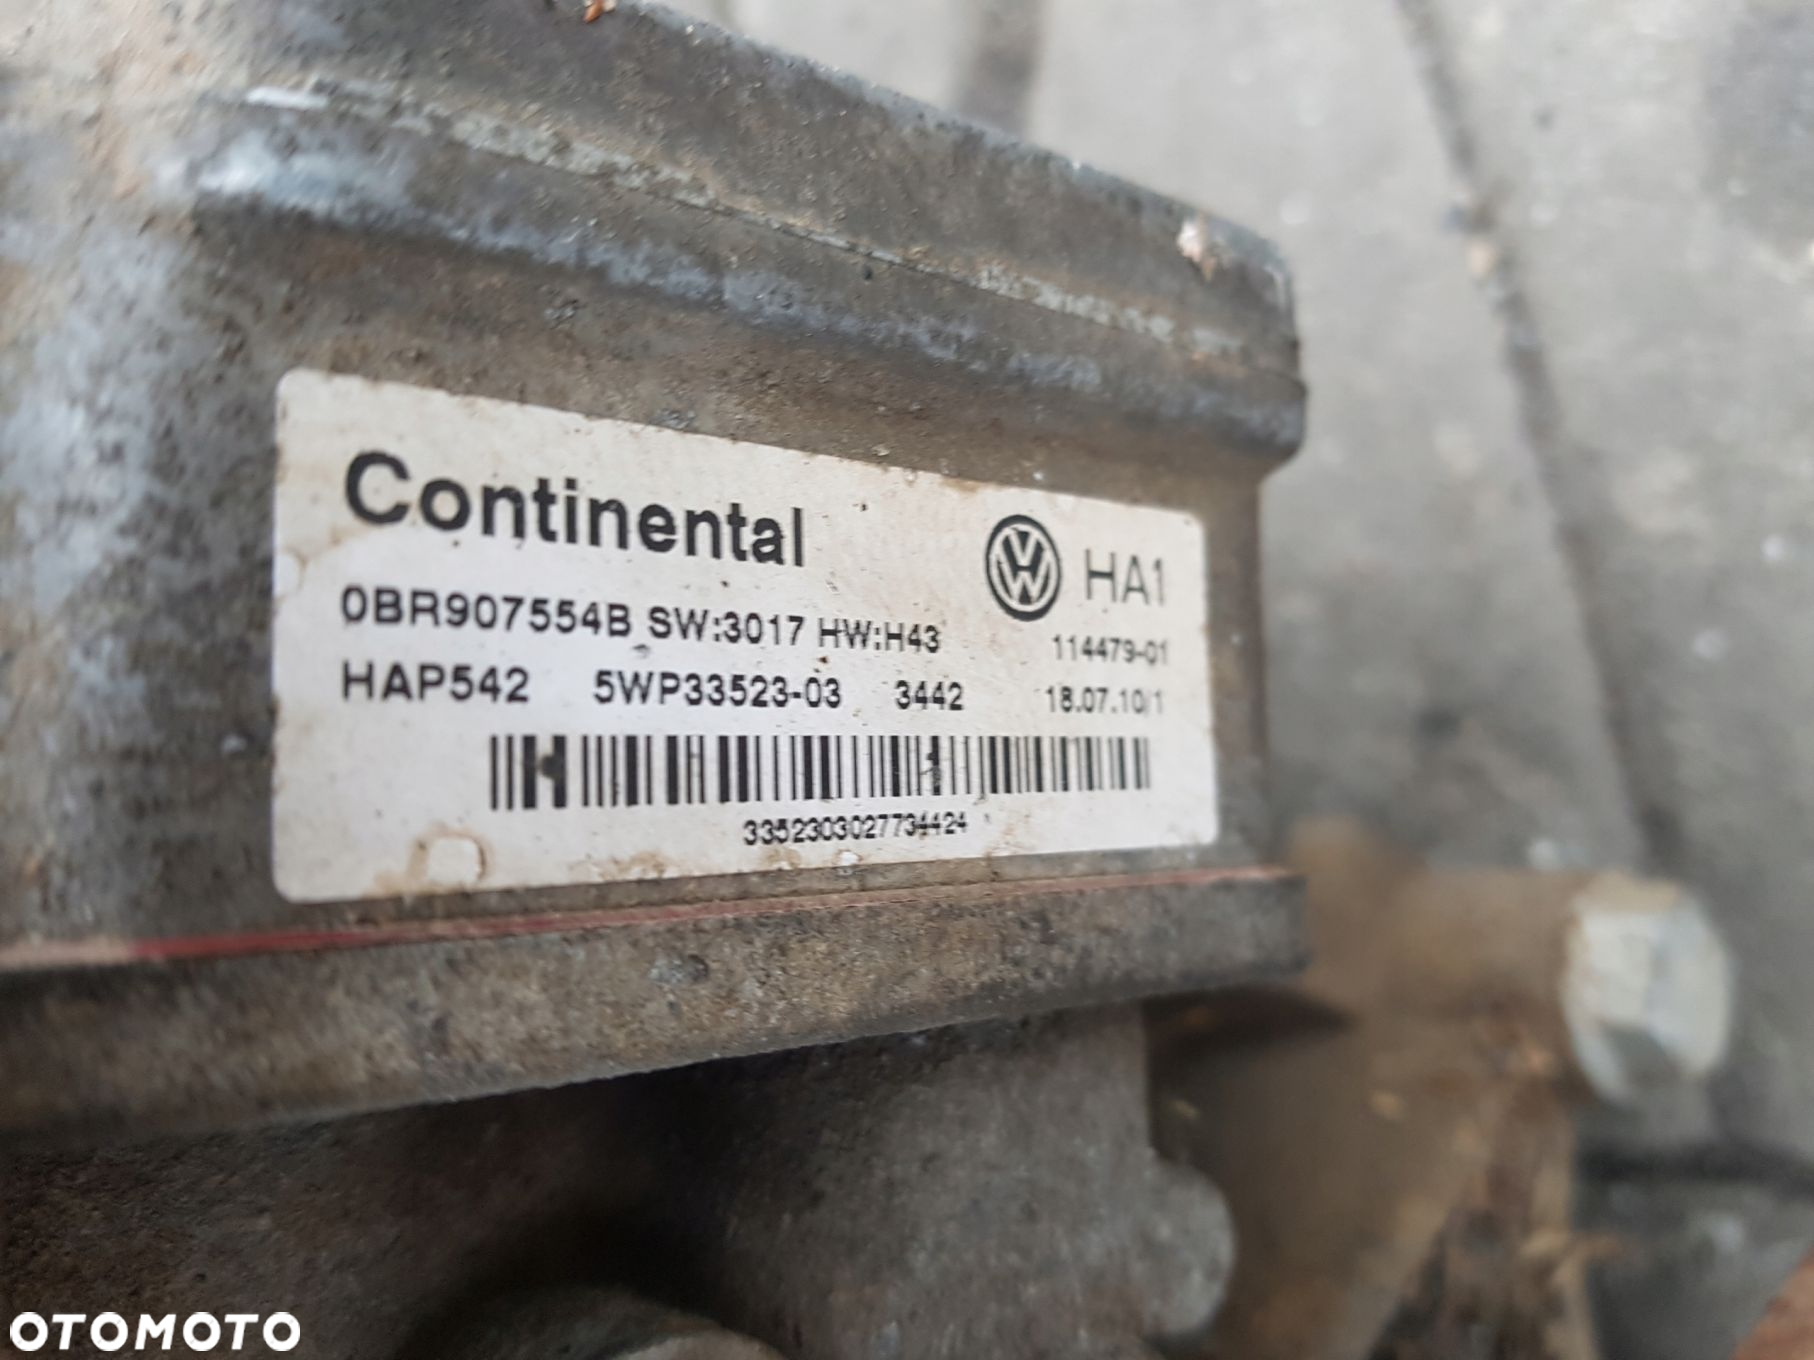 Continental
HA1
0BR907554B SW:3017 HW:H43 114479-01
HAP542 5WP33523-03 3442 18.07.10/1
3352303027734424
OTOMOTO